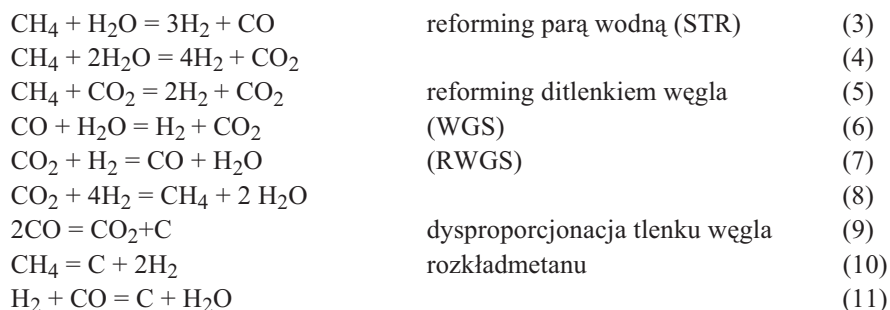 CH₄ + H₂O = 3H₂ + CO reforming parą wodną (STR) (3)
CH₄ + 2H₂O = 4H₂ + CO₂ (4)
CH₄ + CO₂ = 2H₂ + CO₂ reforming ditlenkiem węgla (5)
CO + H₂O = H₂ + CO₂ (WGS) (6)
CO₂ + H₂ = CO + H₂O (RWGS) (7)
CO₂ + 4H₂ = CH₄ + 2 H₂O (8)
2CO = CO₂+C dysproporcjonacja tlenku węgla (9)
CH₄ = C + 2H₂ rozkładmetanu (10)
H₂ + CO = C + H₂O (11)